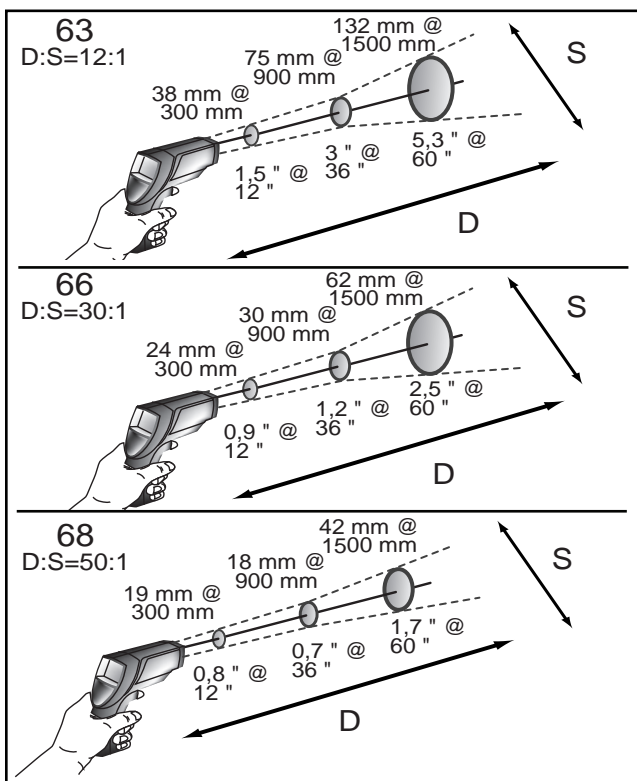 63
D:S=12:1
132 mm @
1500 mm
75 mm @
900 mm
38 mm @
300 mm
S
1,5 " @
12 "
3 " @
36 "
5,3 " @
60 "
D
66
D:S=30:1
62 mm @
1500 mm
30 mm @
900 mm
24 mm @
300 mm
S
0,9 " @
12 "
1,2 " @
36 "
2,5 " @
60 "
D
68
D:S=50:1
42 mm @
1500 mm
18 mm @
900 mm
19 mm @
300 mm
S
0,8 " @
12 "
0,7 " @
36 "
1,7 " @
60 "
D